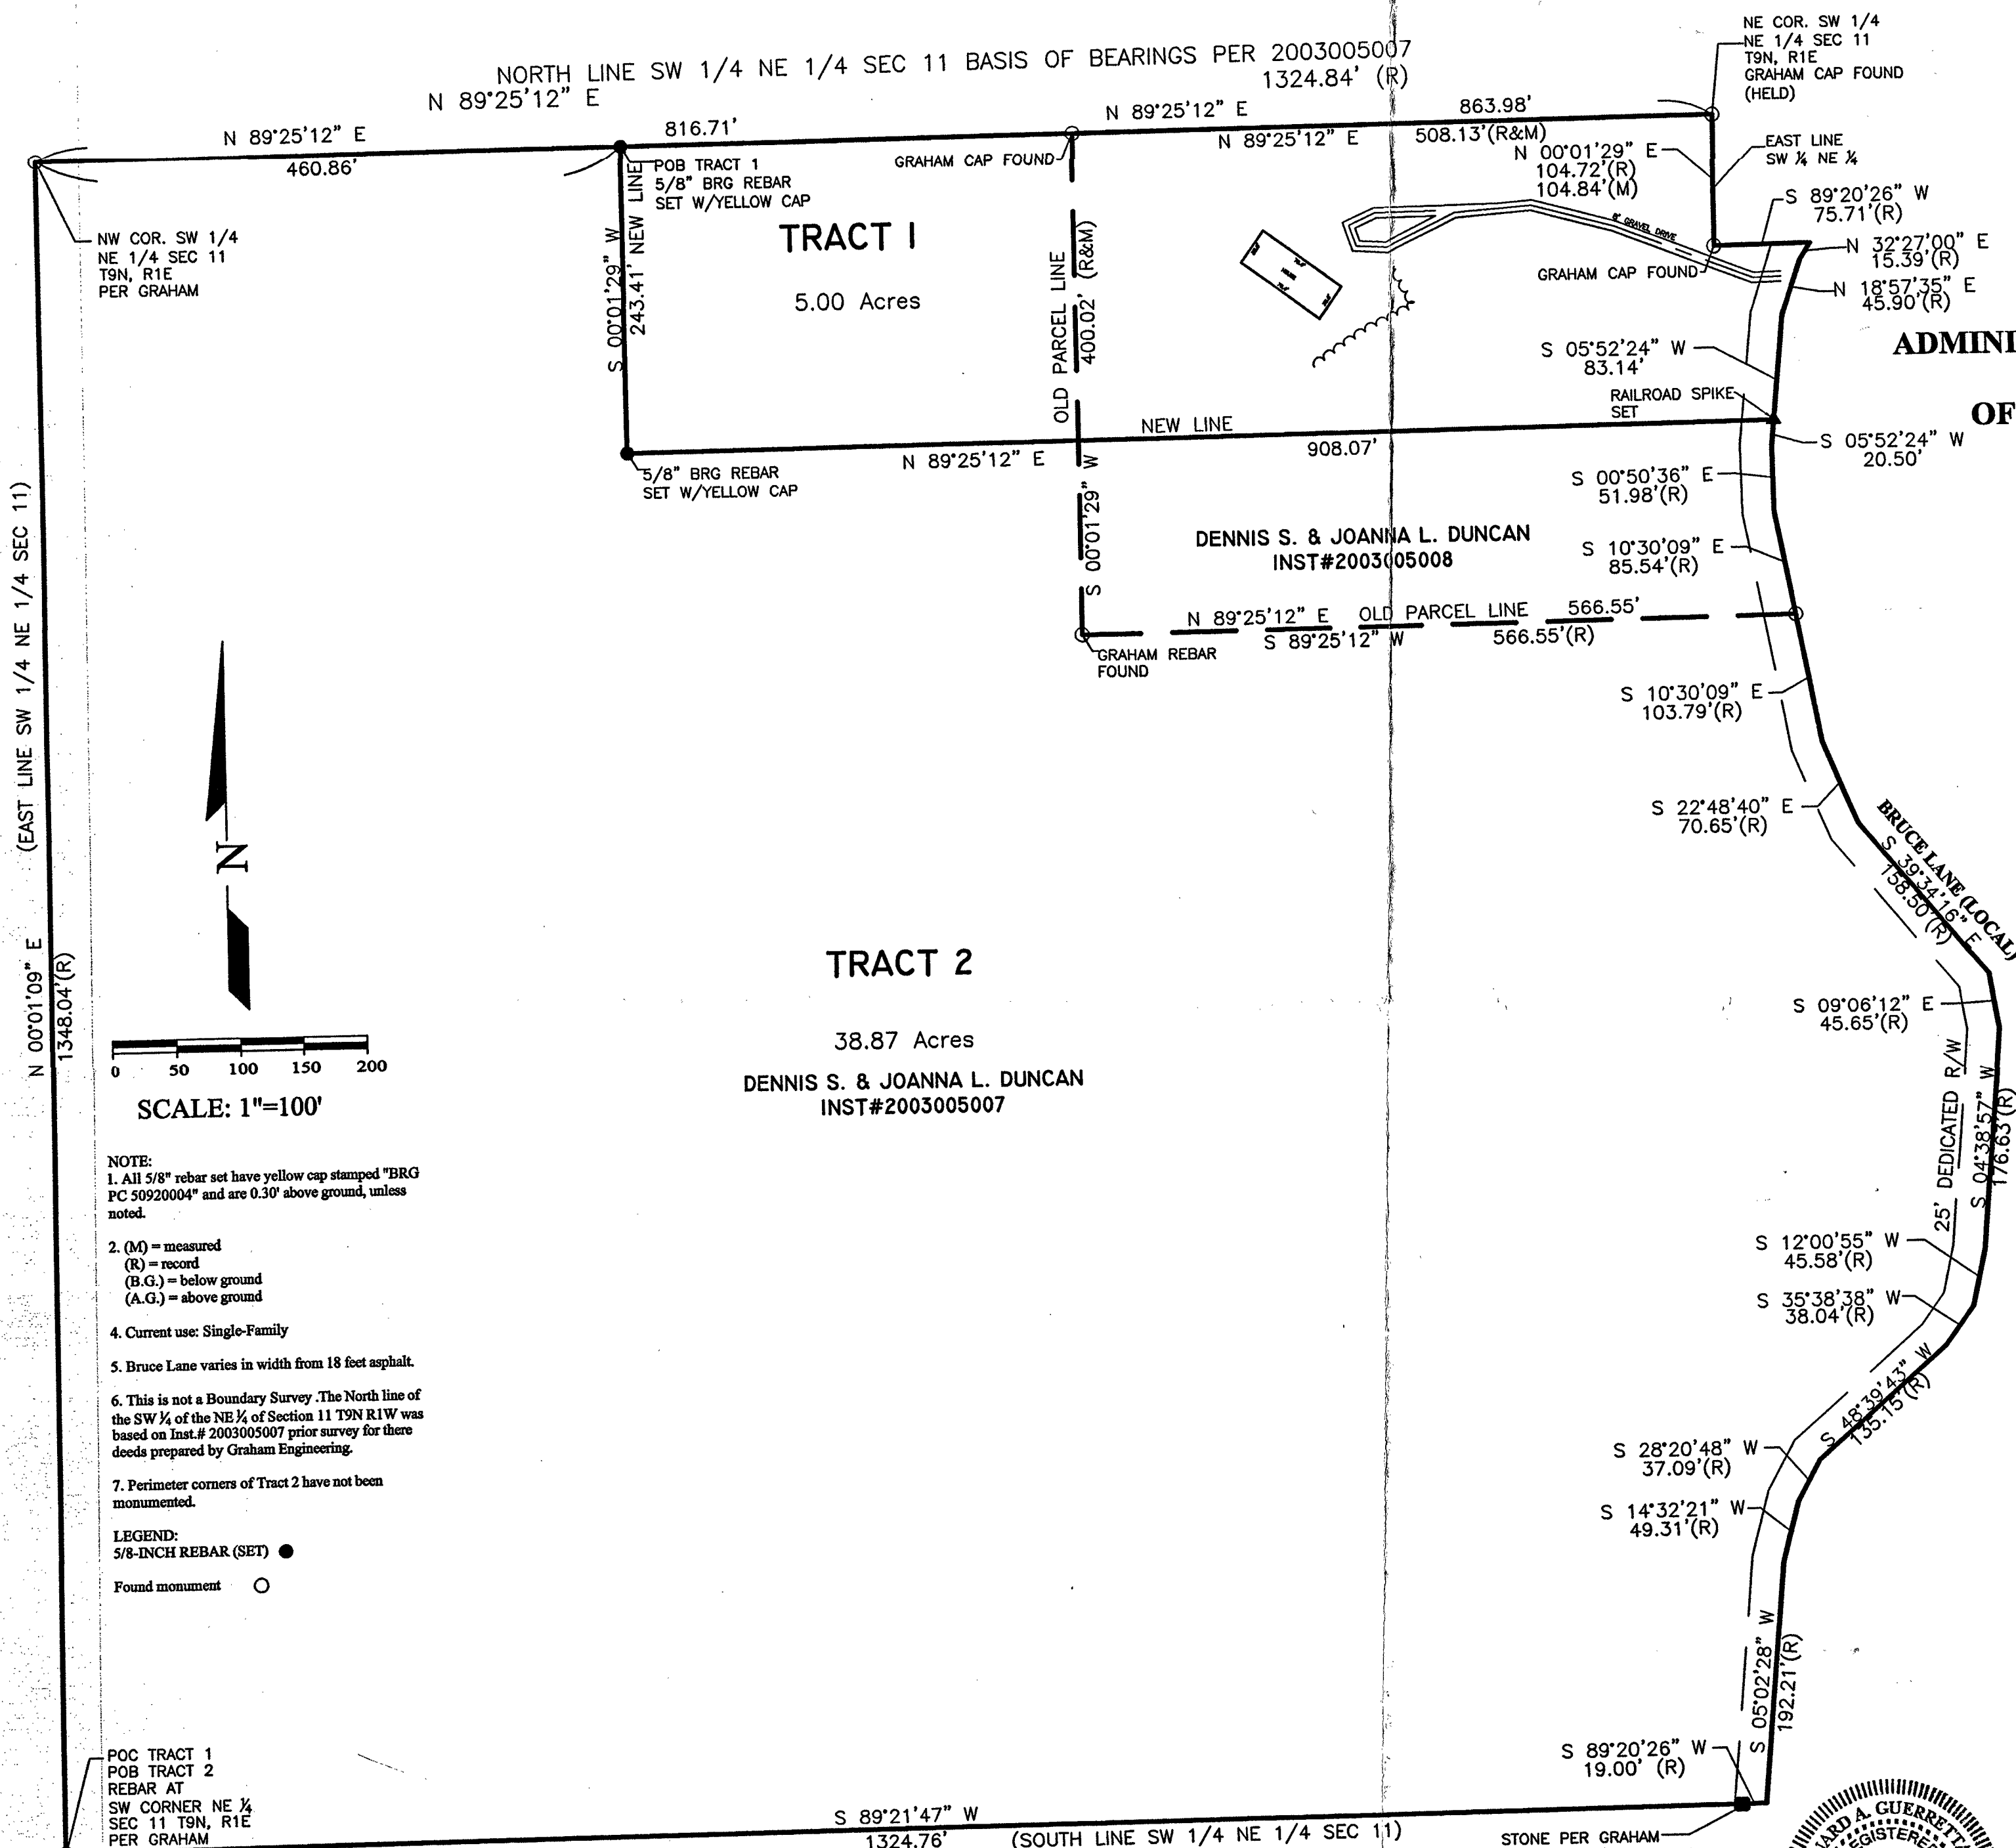 NORTH LINE SW 1/4 NE 1/4 SEC 11 BASIS OF BEARINGS PER 2003005007
N 89°25'12" E
1324.84' (R)
NE COR. SW 1/4
NE 1/4 SEC 11
T9N, R1E
GRAHAM CAP FOUND
(HELD)
N 89°25'12" E
460.86'
816.71'
N 89°25'12" E
863.98'
N 89°25'12" E
508.13'(R&M)
GRAHAM CAP FOUND
POB TRACT 1
5/8" BRG REBAR
SET W/YELLOW CAP
N 00°01'29" E
104.72'(R)
104.84'(M)
EAST LINE
SW ¼ NE ¼
S 89°20'26" W
75.71'(R)
NW COR. SW 1/4
NE 1/4 SEC 11
T9N, R1E
PER GRAHAM
S 00°01'29" W
243.41' NEW LINE
TRACT 1
5.00 Acres
OLD PARCEL LINE
400.02' (R&M)
HOUSE
8' GRAVEL DRIVE
GRAHAM CAP FOUND
N 32°27'00" E
15.39'(R)
N 18°57'35" E
45.90'(R)
ADMINI
OF
S 05°52'24" W
83.14'
RAILROAD SPIKE
SET
NEW LINE
N 89°25'12" E
908.07'
S 05°52'24" W
20.50'
5/8" BRG REBAR
SET W/YELLOW CAP
S 00°01'29" W
S 00°50'36" E
51.98'(R)
DENNIS S. & JOANNA L. DUNCAN
INST#2003005008
S 10°30'09" E
85.54'(R)
N 89°25'12" E OLD PARCEL LINE 566.55'
S 89°25'12" W 566.55'(R)
GRAHAM REBAR
FOUND
S 10°30'09" E
103.79'(R)
S 22°48'40" E
70.65'(R)
BRUCE LANE (LOCAL)
S 39°34'16" E
158.50'(R)
(EAST LINE SW 1/4 NE 1/4 SEC 11)
N 00°01'09" E
1348.04'(R)
N
0 50 100 150 200
SCALE: 1"=100'
TRACT 2
38.87 Acres
DENNIS S. & JOANNA L. DUNCAN
INST#2003005007
S 09°06'12" E
45.65'(R)
25' DEDICATED R/W
S 04°38'57" W
176.63'(R)
NOTE:
1. All 5/8" rebar set have yellow cap stamped "BRG
PC 50920004" and are 0.30' above ground, unless
noted.
2. (M) = measured
(R) = record
(B.G.) = below ground
(A.G.) = above ground
4. Current use: Single-Family
5. Bruce Lane varies in width from 18 feet asphalt.
6. This is not a Boundary Survey .The North line of
the SW ¼ of the NE ¼ of Section 11 T9N R1W was
based on Inst.# 2003005007 prior survey for there
deeds prepared by Graham Engineering.
7. Perimeter corners of Tract 2 have not been
monumented.
LEGEND:
5/8-INCH REBAR (SET)
Found monument
S 12°00'55" W
45.58'(R)
S 35°38'38" W
38.04'(R)
S 48°39'43" W
135.15'(R)
S 28°20'48" W
37.09'(R)
S 14°32'21" W
49.31'(R)
S 05°02'28" W
192.21'(R)
S 89°20'26" W
19.00' (R)
POC TRACT 1
POB TRACT 2
REBAR AT
SW CORNER NE ¼
SEC 11 T9N, R1E
PER GRAHAM
S 89°21'47" W
1324.76'
(SOUTH LINE SW 1/4 NE 1/4 SEC 11)
STONE PER GRAHAM
A. GUERRETT